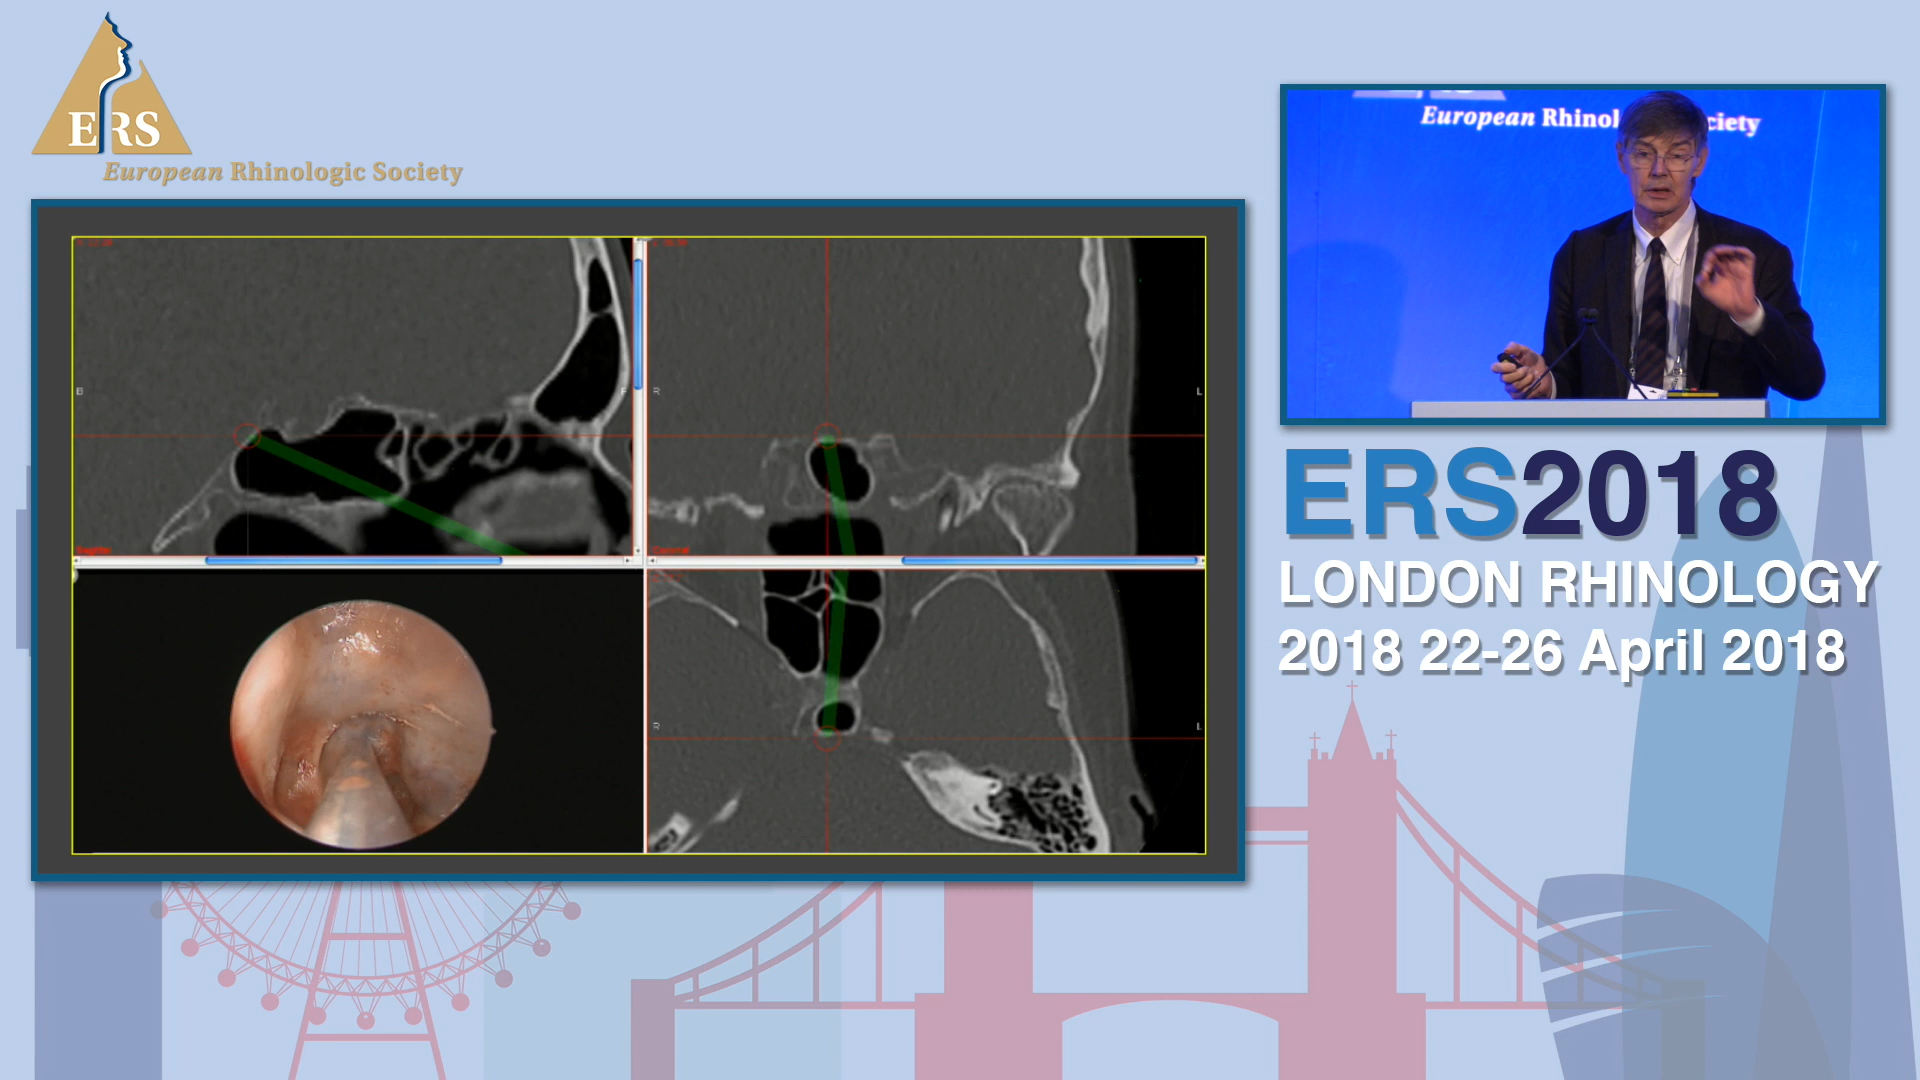 ERS
European Rhinologic Society
European Rhinol
ciety
B
R
L
R
L
ERS2018
LONDON RHINOLOGY
2018 22-26 April 2018